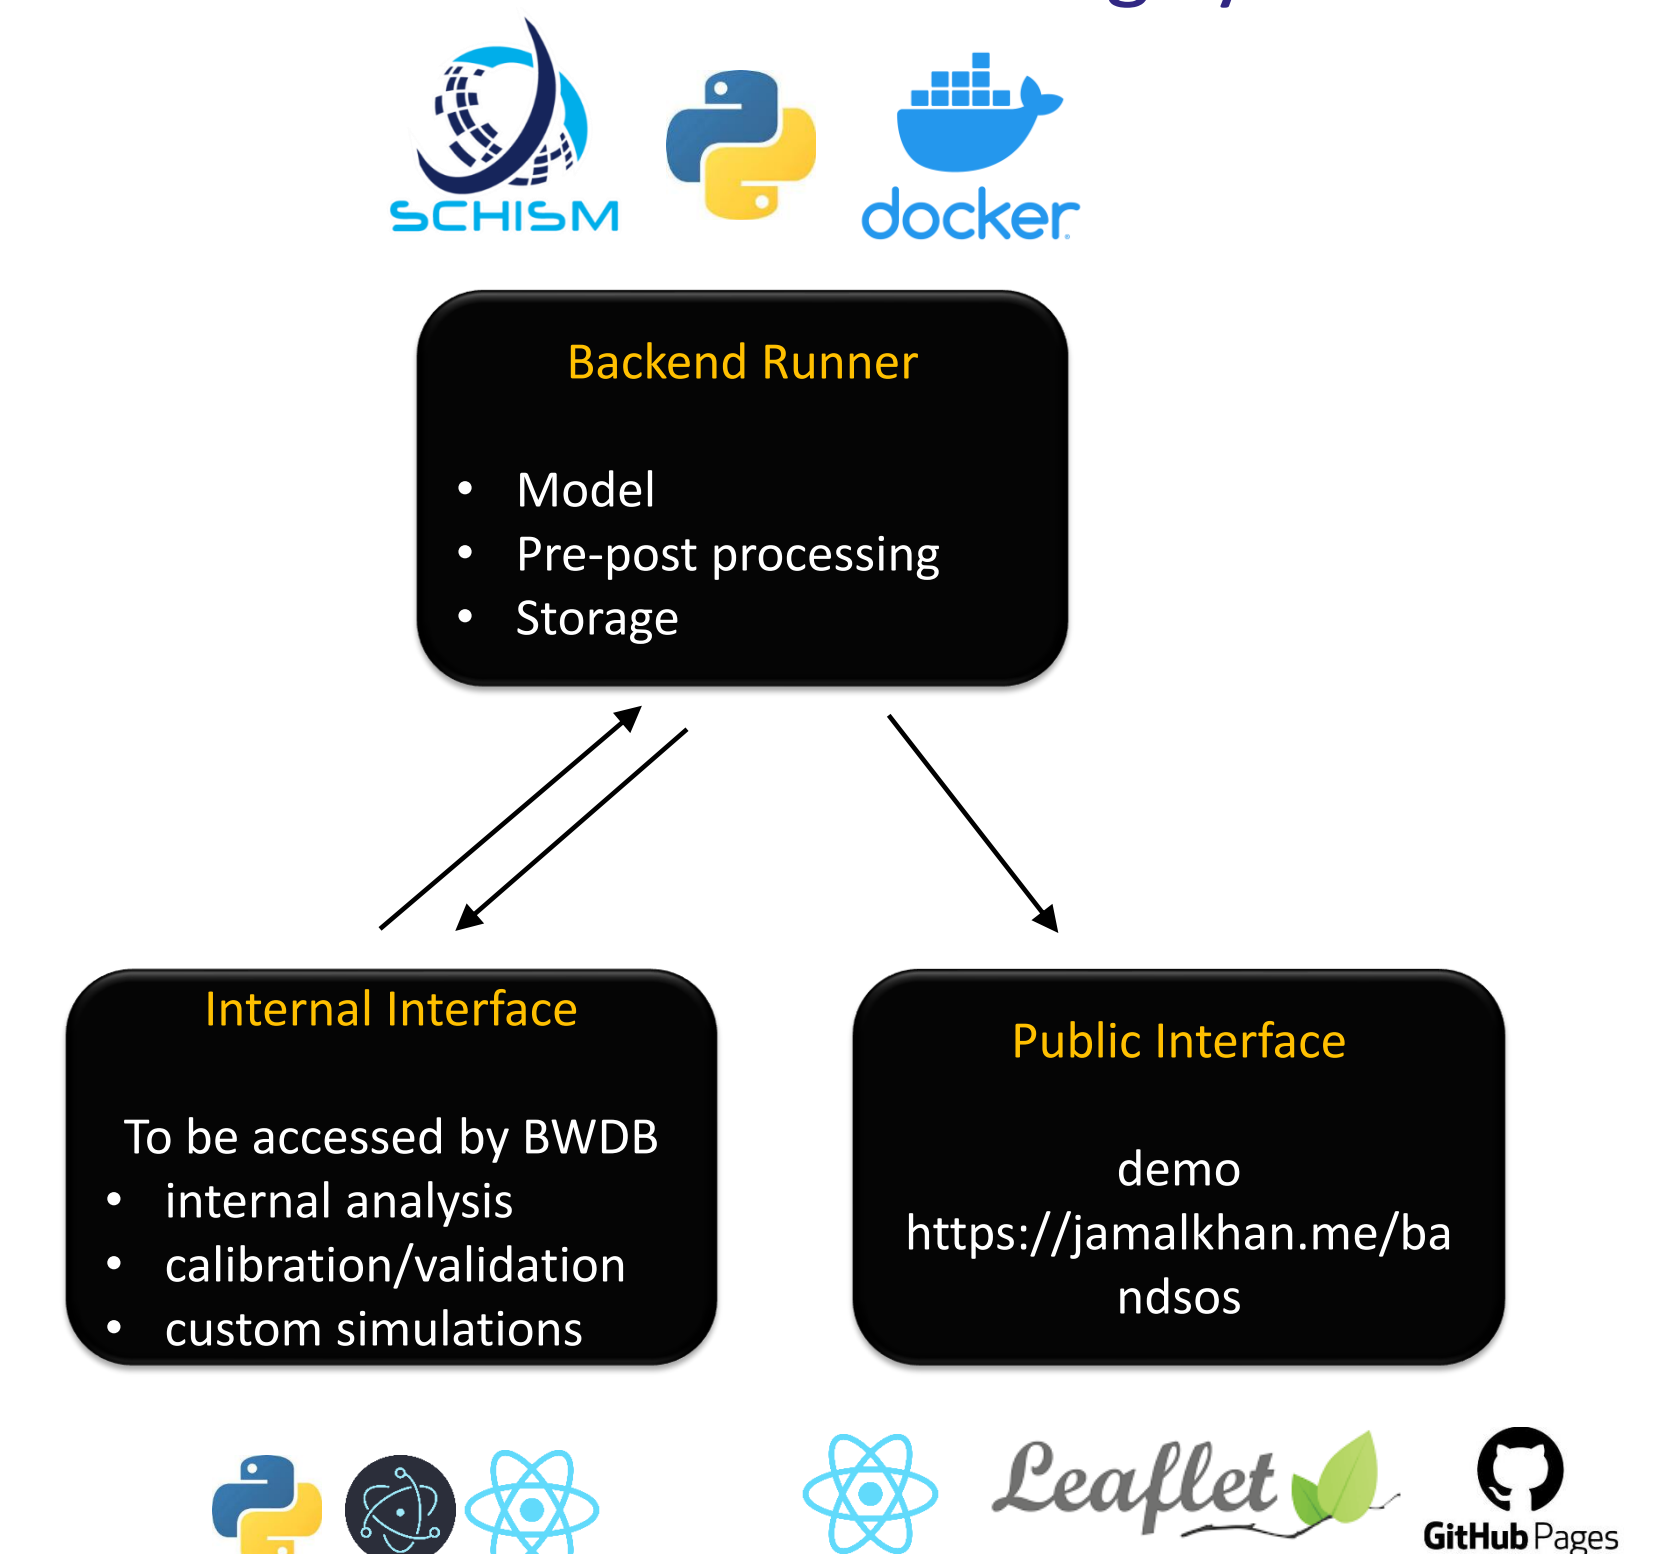 SCHISM
docker
Backend Runner
• Model
• Pre-post processing
• Storage
Internal Interface
To be accessed by BWDB
• internal analysis
• calibration/validation
• custom simulations
Public Interface
demo
https://jamalkhan.me/ba
ndsos
Leaflet
GitHub Pages